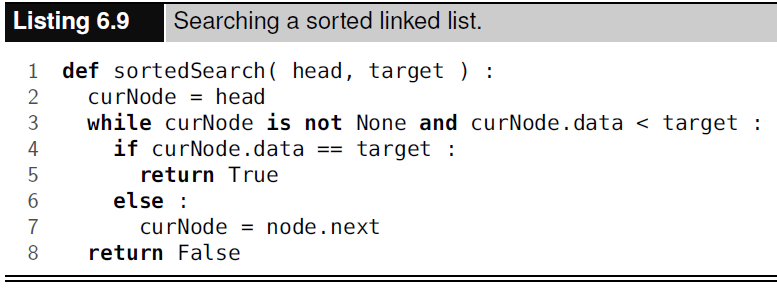 Listing 6.9 Searching a sorted linked list.
1 def sortedSearch( head, target ) :
2   curNode = head
3   while curNode is not None and curNode.data < target :
4     if curNode.data == target :
5       return True
6     else :
7       curNode = node.next
8   return False